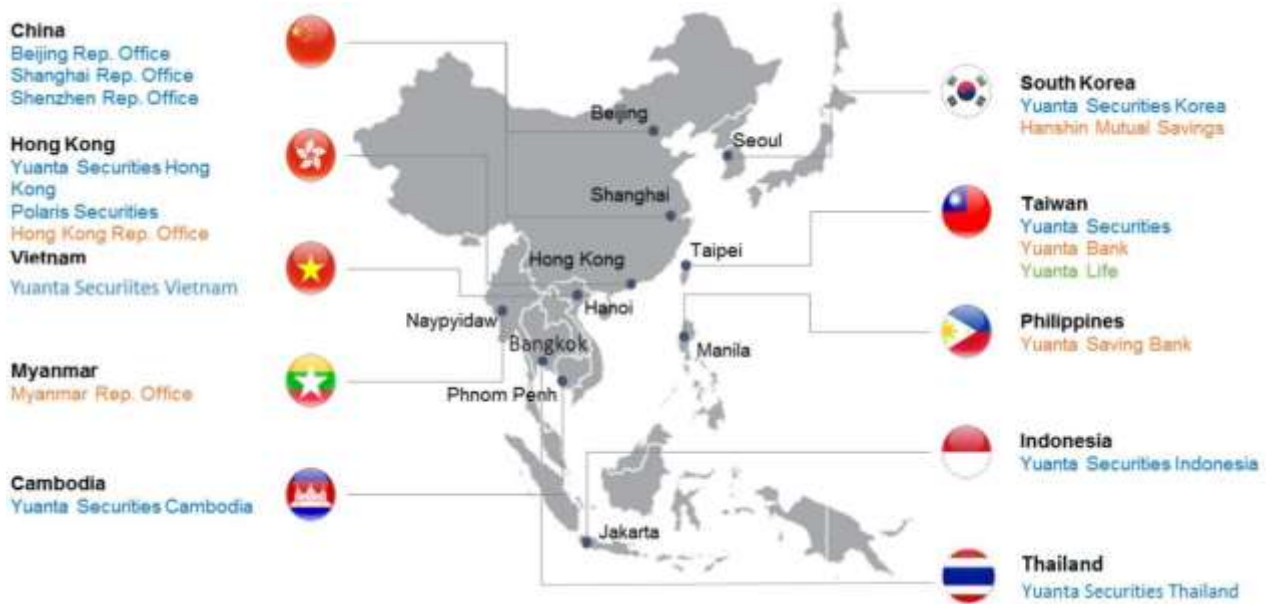 China
Beijing Rep. Office
Shanghai Rep. Office
Shenzhen Rep. Office
Hong Kong
Yuanta Securities Hong
Kong
Polaris Securities
Hong Kong Rep. Office
Vietnam
Yuanta Securiites Vietnam
Myanmar
Myanmar Rep. Office
Cambodia
Yuanta Securities Cambodia
Beijing
Seoul
Shanghai
Taipei
Hong Kong
Hanoi
Naypyidaw
Bangkok
Manila
Phnom Penh
Jakarta
South Korea
Yuanta Securities Korea
Hanshin Mutual Savings
Taiwan
Yuanta Securities
Yuanta Bank
Yuanta Life
Philippines
Yuanta Saving Bank
Indonesia
Yuanta Securities Indonesia
Thailand
Yuanta Securities Thailand